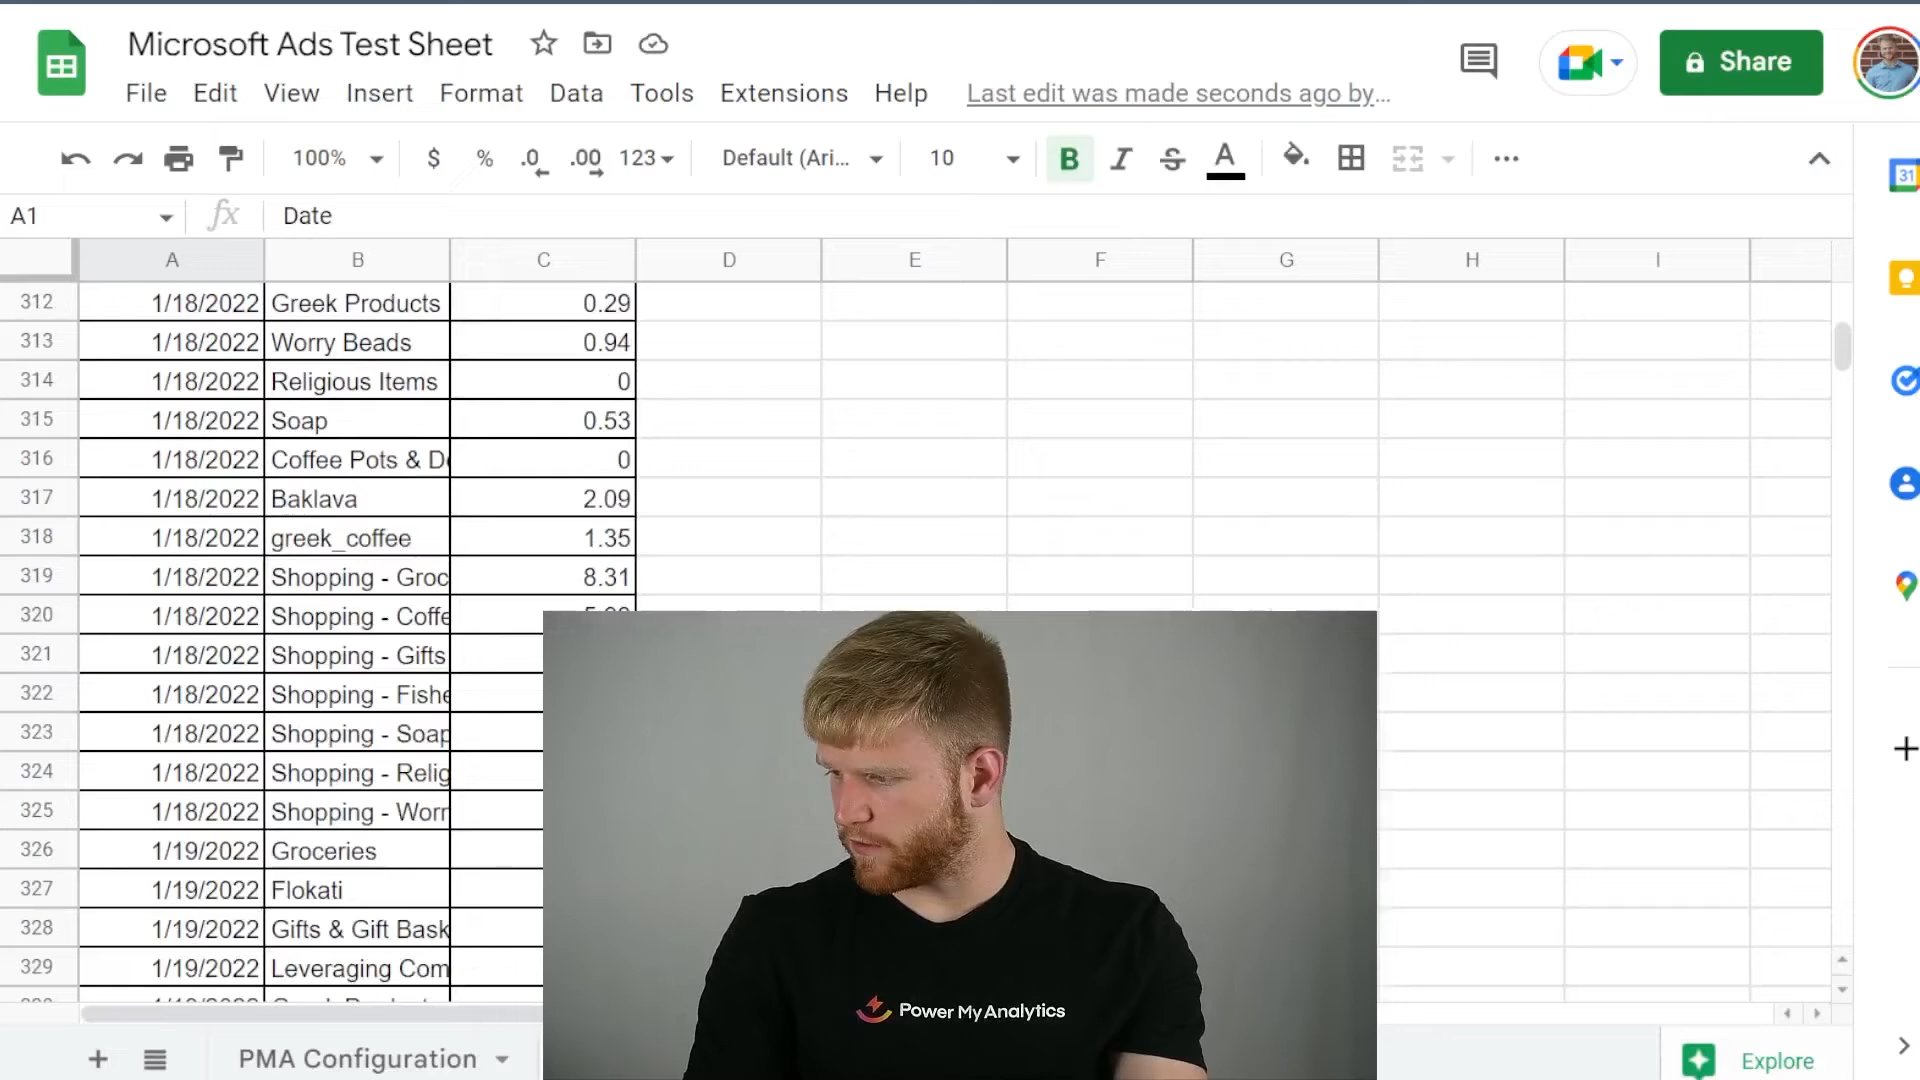 Microsoft Ads Test Sheet
File Edit View Insert Format Data Tools Extensions Help Last edit was made seconds ago by...
Share
100% $ % .0 .00 123 Default (Ari... 10 B I S A
31
A1 fx Date
A B C D E F G H I
312 1/18/2022 Greek Products 0.29
313 1/18/2022 Worry Beads 0.94
314 1/18/2022 Religious Items 0
315 1/18/2022 Soap 0.53
316 1/18/2022 Coffee Pots & D 0
317 1/18/2022 Baklava 2.09
318 1/18/2022 greek_coffee 1.35
319 1/18/2022 Shopping - Groc 8.31
320 1/18/2022 Shopping - Coffe
321 1/18/2022 Shopping - Gifts
322 1/18/2022 Shopping - Fishe
323 1/18/2022 Shopping - Soap
324 1/18/2022 Shopping - Relig
325 1/18/2022 Shopping - Worr
326 1/19/2022 Groceries
327 1/19/2022 Flokati
328 1/19/2022 Gifts & Gift Bask
329 1/19/2022 Leveraging Com
Power My Analytics
PMA Configuration
Explore